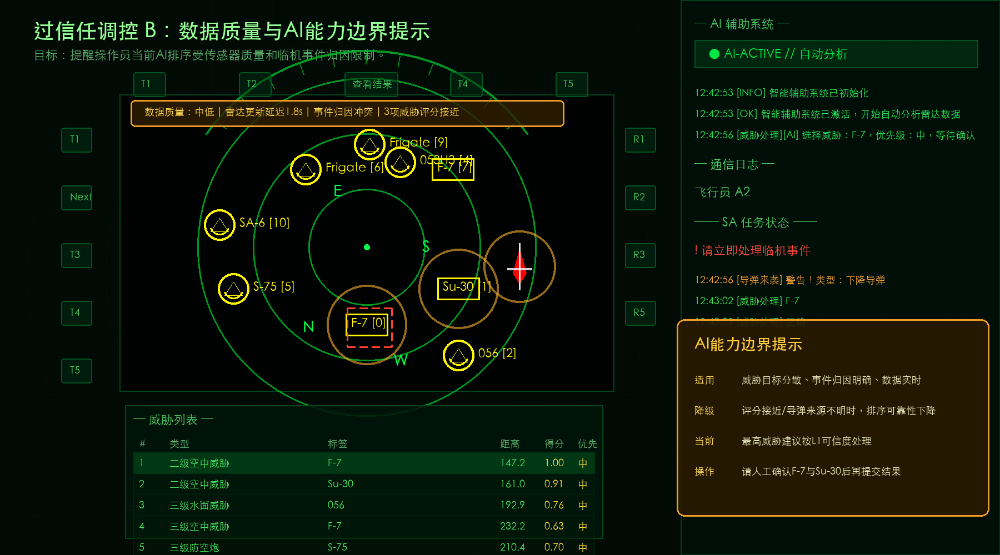 过信任调控 B：数据质量与AI能力边界提示
目标：提醒操作员当前AI排序受传感器质量和临机事件归因限制。
T1
T2
查看结果
T4
T5
数据质量：中低 | 雷达更新延迟1.8s | 事件归因冲突 | 3项威胁评分接近
T1
Next
T3
T4
T5
R1
R2
R3
R5
Frigate [9]
053H3 [4]
Frigate [6]
F-7 [7]
E
SA-6 [10]
S
S-75 [5]
Su-30 [1]
F-7 [0]
N
W
056 [2]
— 威胁列表 —
# 类型 标签 距离 得分 优先
1 二级空中威胁 F-7 147.2 1.00 中
2 二级空中威胁 Su-30 161.0 0.91 中
3 三级水面威胁 056 192.9 0.76 中
4 三级空中威胁 F-7 232.2 0.63 中
5 三级防空炮 S-75 210.4 0.70 中
— AI 辅助系统 —
● AI-ACTIVE // 自动分析
12:42:53 [INFO] 智能辅助系统已初始化
12:42:53 [OK] 智能辅助系统已激活，开始自动分析雷达数据
12:42:56 [威胁处理][AI] 选择威胁：F-7，优先级：中，等待确认
— 通信日志 —
飞行员 A2
—— SA 任务状态 ——
! 请立即处理临机事件
12:42:56 [导弹来袭] 警告！类型：下降导弹
12:43:02 [威胁处理] F-7
12:43:02 [威胁处理] 正确
AI能力边界提示
适用 威胁目标分散、事件归因明确、数据实时
降级 评分接近/导弹来源不明时，排序可靠性下降
当前 最高威胁建议按L1可信度处理
操作 请人工确认F-7与Su-30后再提交结果